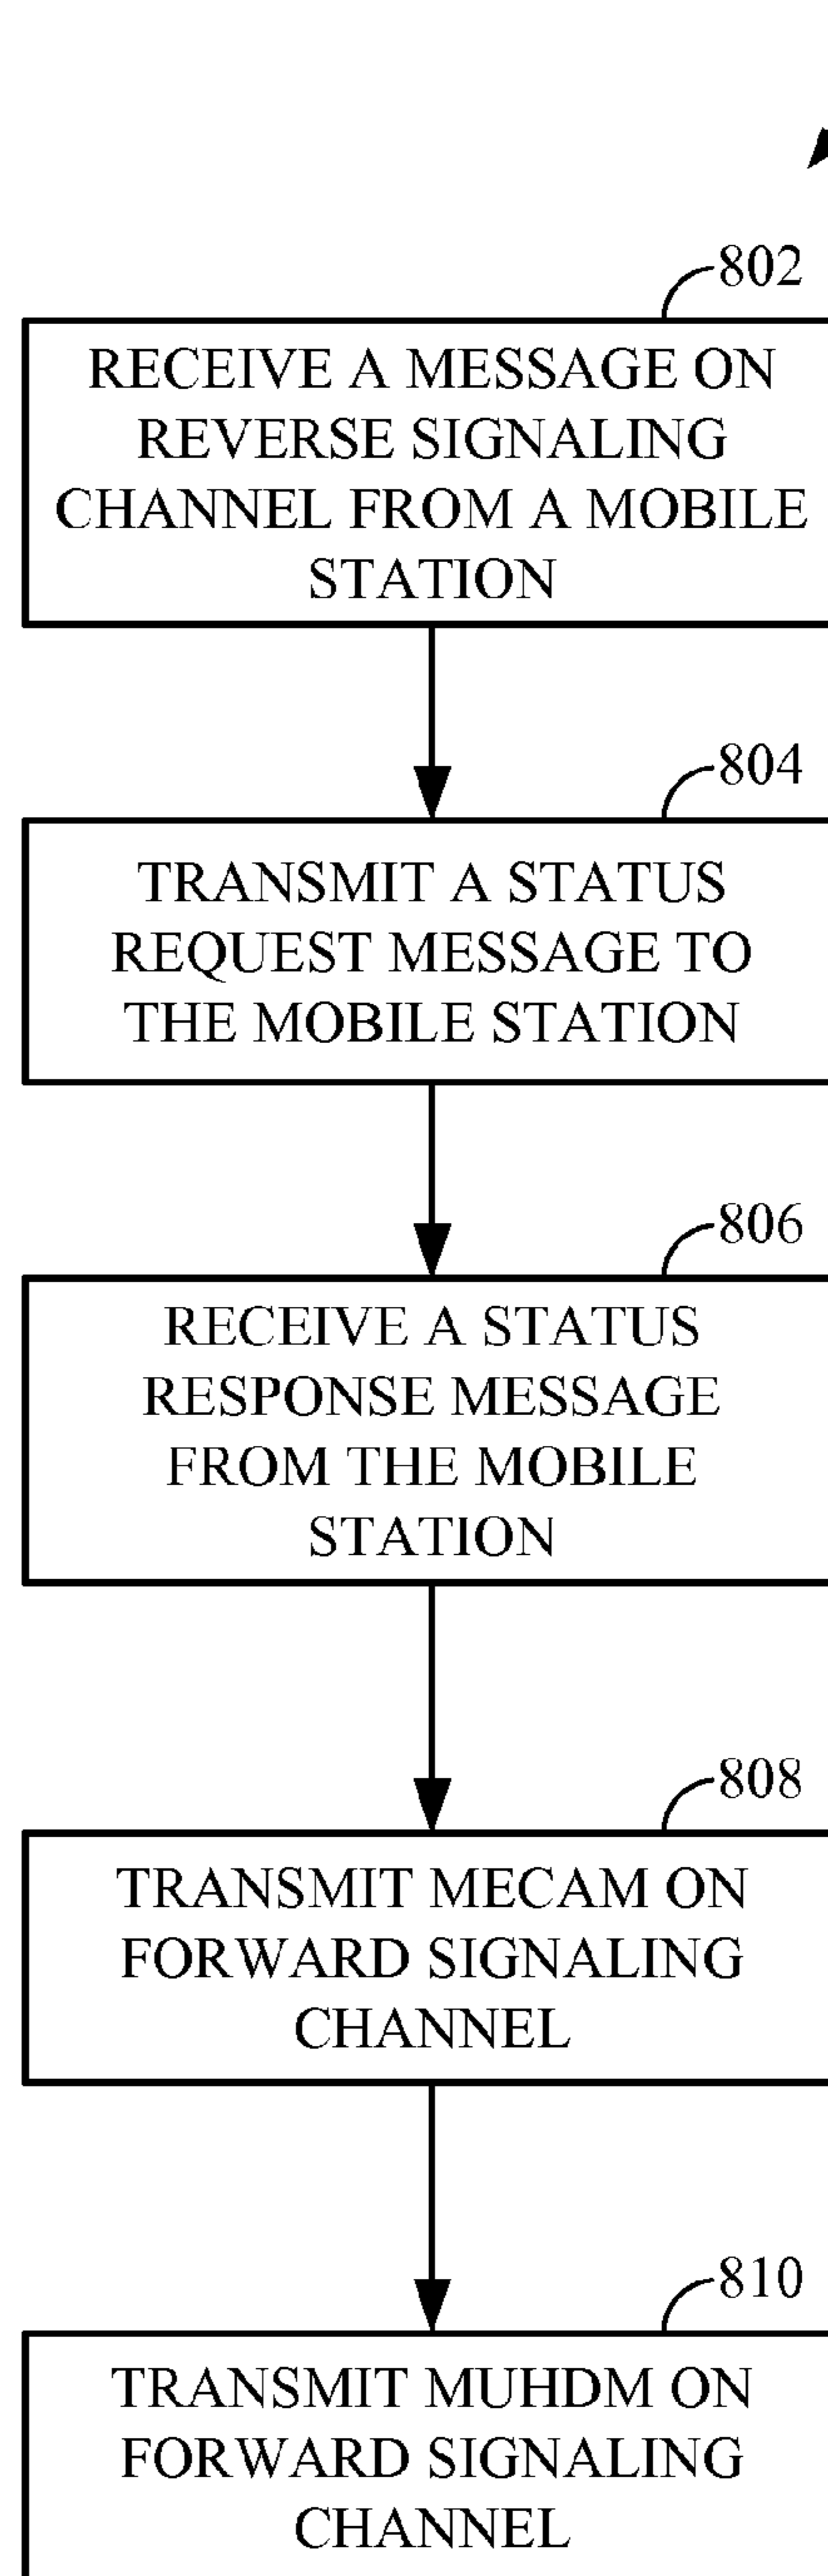 802
RECEIVE A MESSAGE ON
REVERSE SIGNALING
CHANNEL FROM A MOBILE
STATION
804
TRANSMIT A STATUS
REQUEST MESSAGE TO
THE MOBILE STATION
806
RECEIVE A STATUS
RESPONSE MESSAGE
FROM THE MOBILE
STATION
808
TRANSMIT MECAM ON
FORWARD SIGNALING
CHANNEL
810
TRANSMIT MUHDM ON
FORWARD SIGNALING
CHANNEL